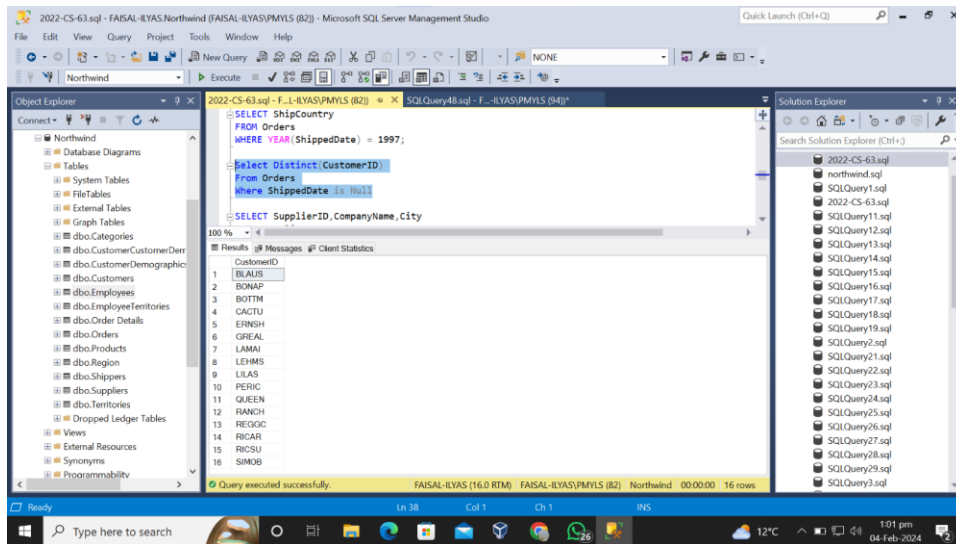 2022-CS-63.sql - FAISAL-ILYAS.Northwind (FAISAL-ILYAS\PMYLS (82)) - Microsoft SQL Server Management Studio
Quick Launch (Ctrl+Q)
File Edit View Query Project Tools Window Help
New Query
NONE
Northwind
Execute
Object Explorer
Connect
Northwind
Database Diagrams
Tables
System Tables
FileTables
External Tables
Graph Tables
dbo.Categories
dbo.CustomerCustomerDem
dbo.CustomerDemographics
dbo.Customers
dbo.Employees
dbo.EmployeeTerritories
dbo.Order Details
dbo.Orders
dbo.Products
dbo.Region
dbo.Shippers
dbo.Suppliers
dbo.Territories
Dropped Ledger Tables
Views
External Resources
Synonyms
Programmability
2022-CS-63.sql - F...L-ILYAS\PMYLS (82))
SQLQuery48.sql - F...-ILYAS\PMYLS (94))*
SELECT ShipCountry
FROM Orders
WHERE YEAR(ShippedDate) = 1997;
Select Distinct(CustomerID)
From Orders
Where ShippedDate is Null
SELECT SupplierID,CompanyName,City
100 %
Results Messages Client Statistics
CustomerID
1 BLAUS
2 BONAP
3 BOTTM
4 CACTU
5 ERNSH
6 GREAL
7 LAMAI
8 LEHMS
9 LILAS
10 PERIC
11 QUEEN
12 RANCH
13 REGGC
14 RICAR
15 RICSU
16 SIMOB
Query executed successfully.
FAISAL-ILYAS (16.0 RTM) FAISAL-ILYAS\PMYLS (82) Northwind 00:00:00 16 rows
Solution Explorer
Search Solution Explorer (Ctrl+;)
2022-CS-63.sql
northwind.sql
SQLQuery1.sql
2022-CS-63.sql
SQLQuery11.sql
SQLQuery12.sql
SQLQuery13.sql
SQLQuery14.sql
SQLQuery15.sql
SQLQuery16.sql
SQLQuery17.sql
SQLQuery18.sql
SQLQuery19.sql
SQLQuery2.sql
SQLQuery21.sql
SQLQuery22.sql
SQLQuery23.sql
SQLQuery24.sql
SQLQuery25.sql
SQLQuery26.sql
SQLQuery27.sql
SQLQuery28.sql
SQLQuery29.sql
SQLQuery3.sql
Ready Ln 38 Col 1 Ch 1 INS
Type here to search
26
12°C
1:01 pm
04-Feb-2024
2